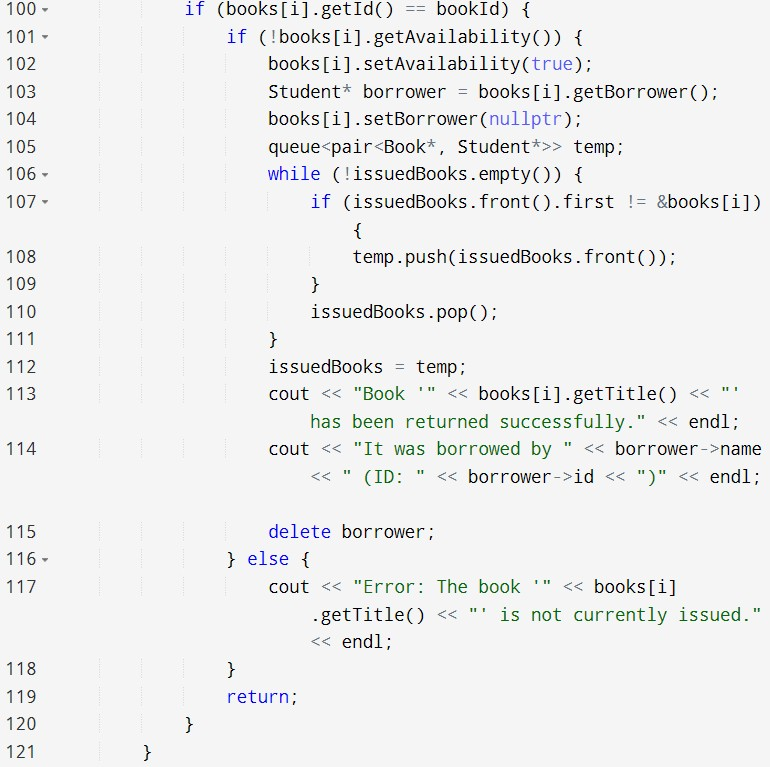 100 if (books[i].getId() == bookId) {
101 if (!books[i].getAvailability()) {
102 books[i].setAvailability(true);
103 Student* borrower = books[i].getBorrower();
104 books[i].setBorrower(nullptr);
105 queue<pair<Book*, Student*>> temp;
106 while (!issuedBooks.empty()) {
107 if (issuedBooks.front().first != &books[i])
{
108 temp.push(issuedBooks.front());
109 }
110 issuedBooks.pop();
111 }
112 issuedBooks = temp;
113 cout << "Book '" << books[i].getTitle() << "'
has been returned successfully." << endl;
114 cout << "It was borrowed by " << borrower->name
<< " (ID: " << borrower->id << ")" << endl;
115 delete borrower;
116 } else {
117 cout << "Error: The book '" << books[i]
.getTitle() << "' is not currently issued."
<< endl;
118 }
119 return;
120 }
121 }